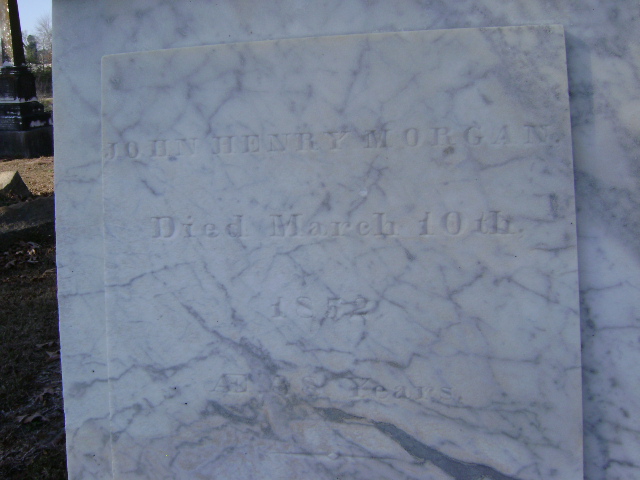 JOHN HENRY MORGAN.
Died March 10th.
1852
Æ. Years.